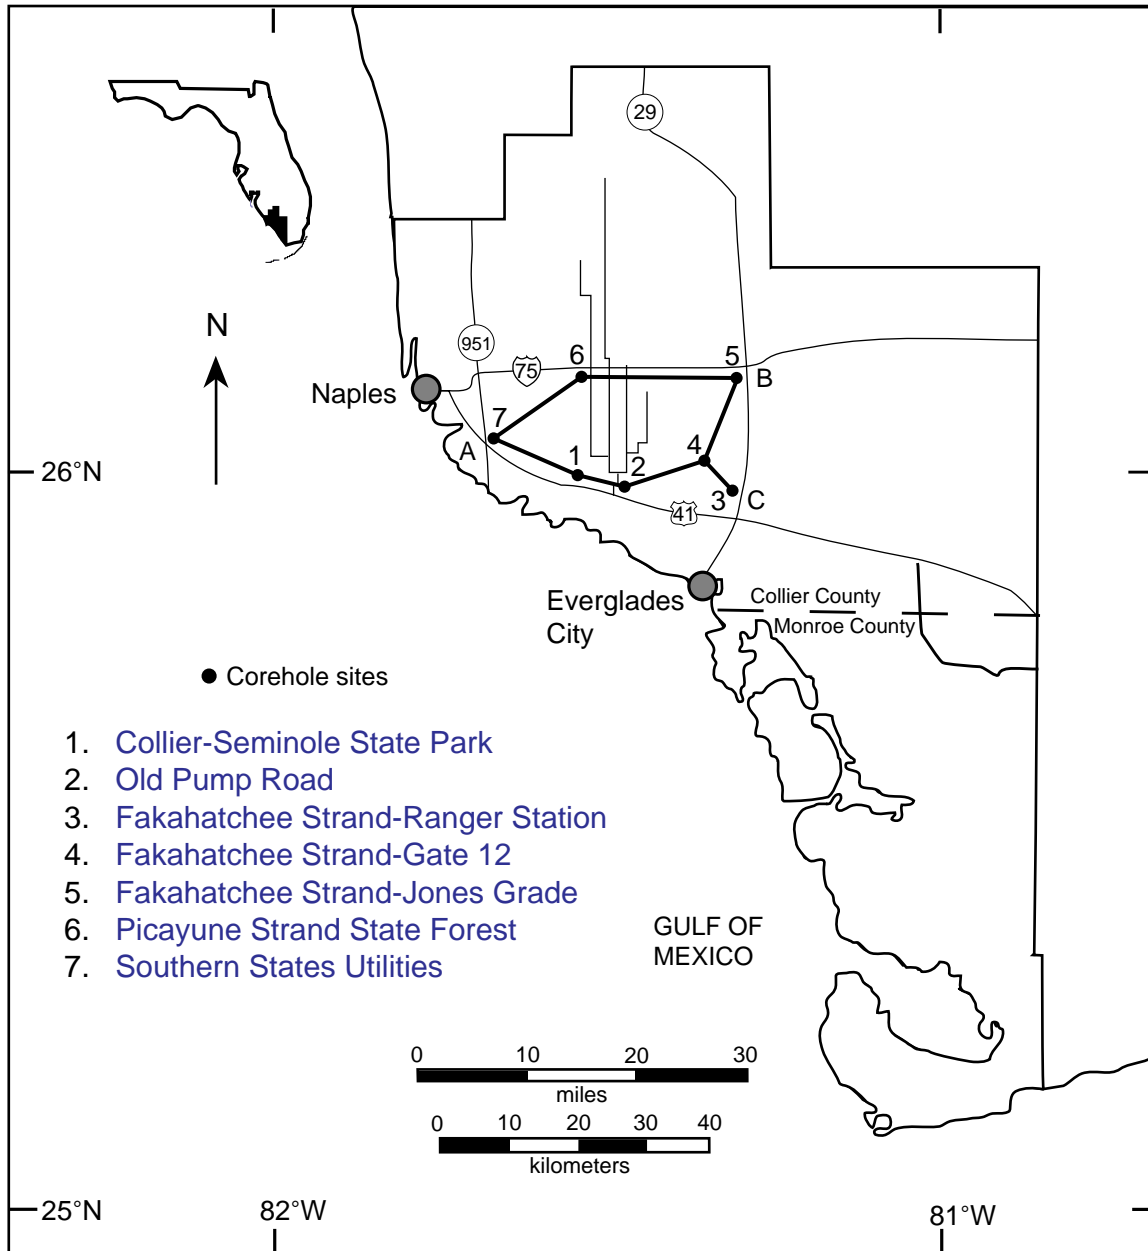 29
N
951
75
6
5
B
Naples
7
A
4
1
2
26°N
3
C
41
Everglades
City
Collier County
Monroe County
Corehole sites
1. Collier-Seminole State Park
2. Old Pump Road
3. Fakahatchee Strand-Ranger Station
4. Fakahatchee Strand-Gate 12
5. Fakahatchee Strand-Jones Grade
6. Picayune Strand State Forest
7. Southern States Utilities
GULF OF
MEXICO
0 10 20 30
miles
0 10 20 30 40
kilometers
25°N
82°W
81°W